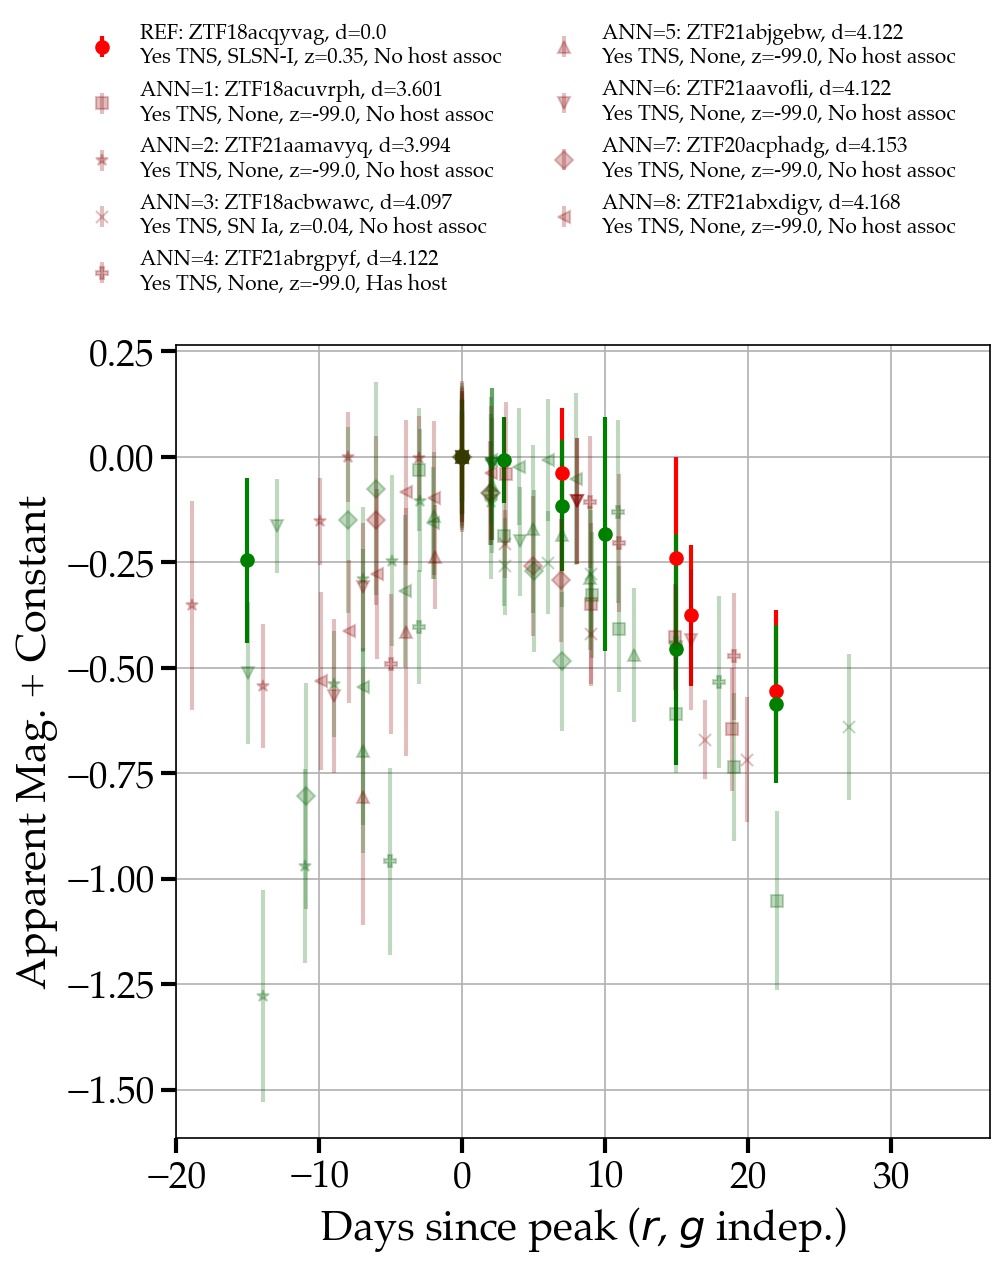 REF: ZTF18acqyvag, d=0.0
Yes TNS, SLSN-I, z=0.35, No host assoc
ANN=1: ZTF18acuvrph, d=3.601
Yes TNS, None, z=-99.0, No host assoc
ANN=2: ZTF21aamavyq, d=3.994
Yes TNS, None, z=-99.0, No host assoc
ANN=3: ZTF18acbwawc, d=4.097
Yes TNS, SN Ia, z=0.04, No host assoc
ANN=4: ZTF21abrgpyf, d=4.122
Yes TNS, None, z=-99.0, Has host
ANN=5: ZTF21abjgebw, d=4.122
Yes TNS, None, z=-99.0, No host assoc
ANN=6: ZTF21aavofli, d=4.122
Yes TNS, None, z=-99.0, No host assoc
ANN=7: ZTF20acphadg, d=4.153
Yes TNS, None, z=-99.0, No host assoc
ANN=8: ZTF21abxdigv, d=4.168
Yes TNS, None, z=-99.0, No host assoc
Apparent Mag. + Constant
0.25
0.00
−0.25
−0.50
−0.75
−1.00
−1.25
−1.50
−20
−10
0
10
20
30
Days since peak (r, g indep.)